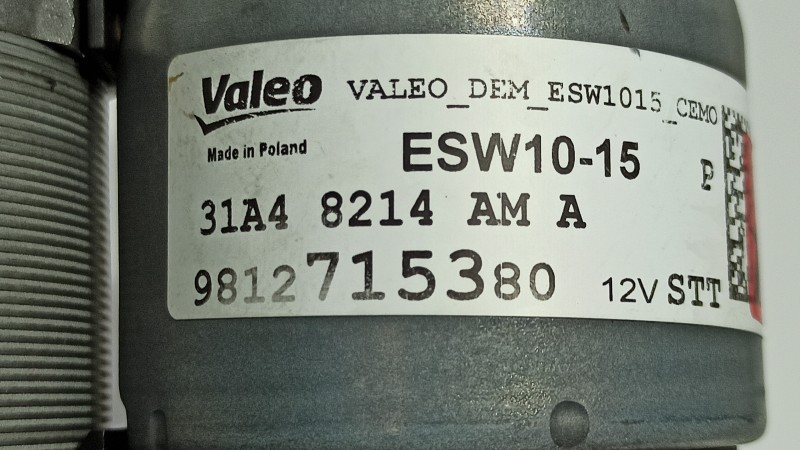 Valeo VALEO_DEM_ESW1015_CEMO
Made in Poland ESW10-15 P
31A4 8214 AM A
9812715380 12V STT